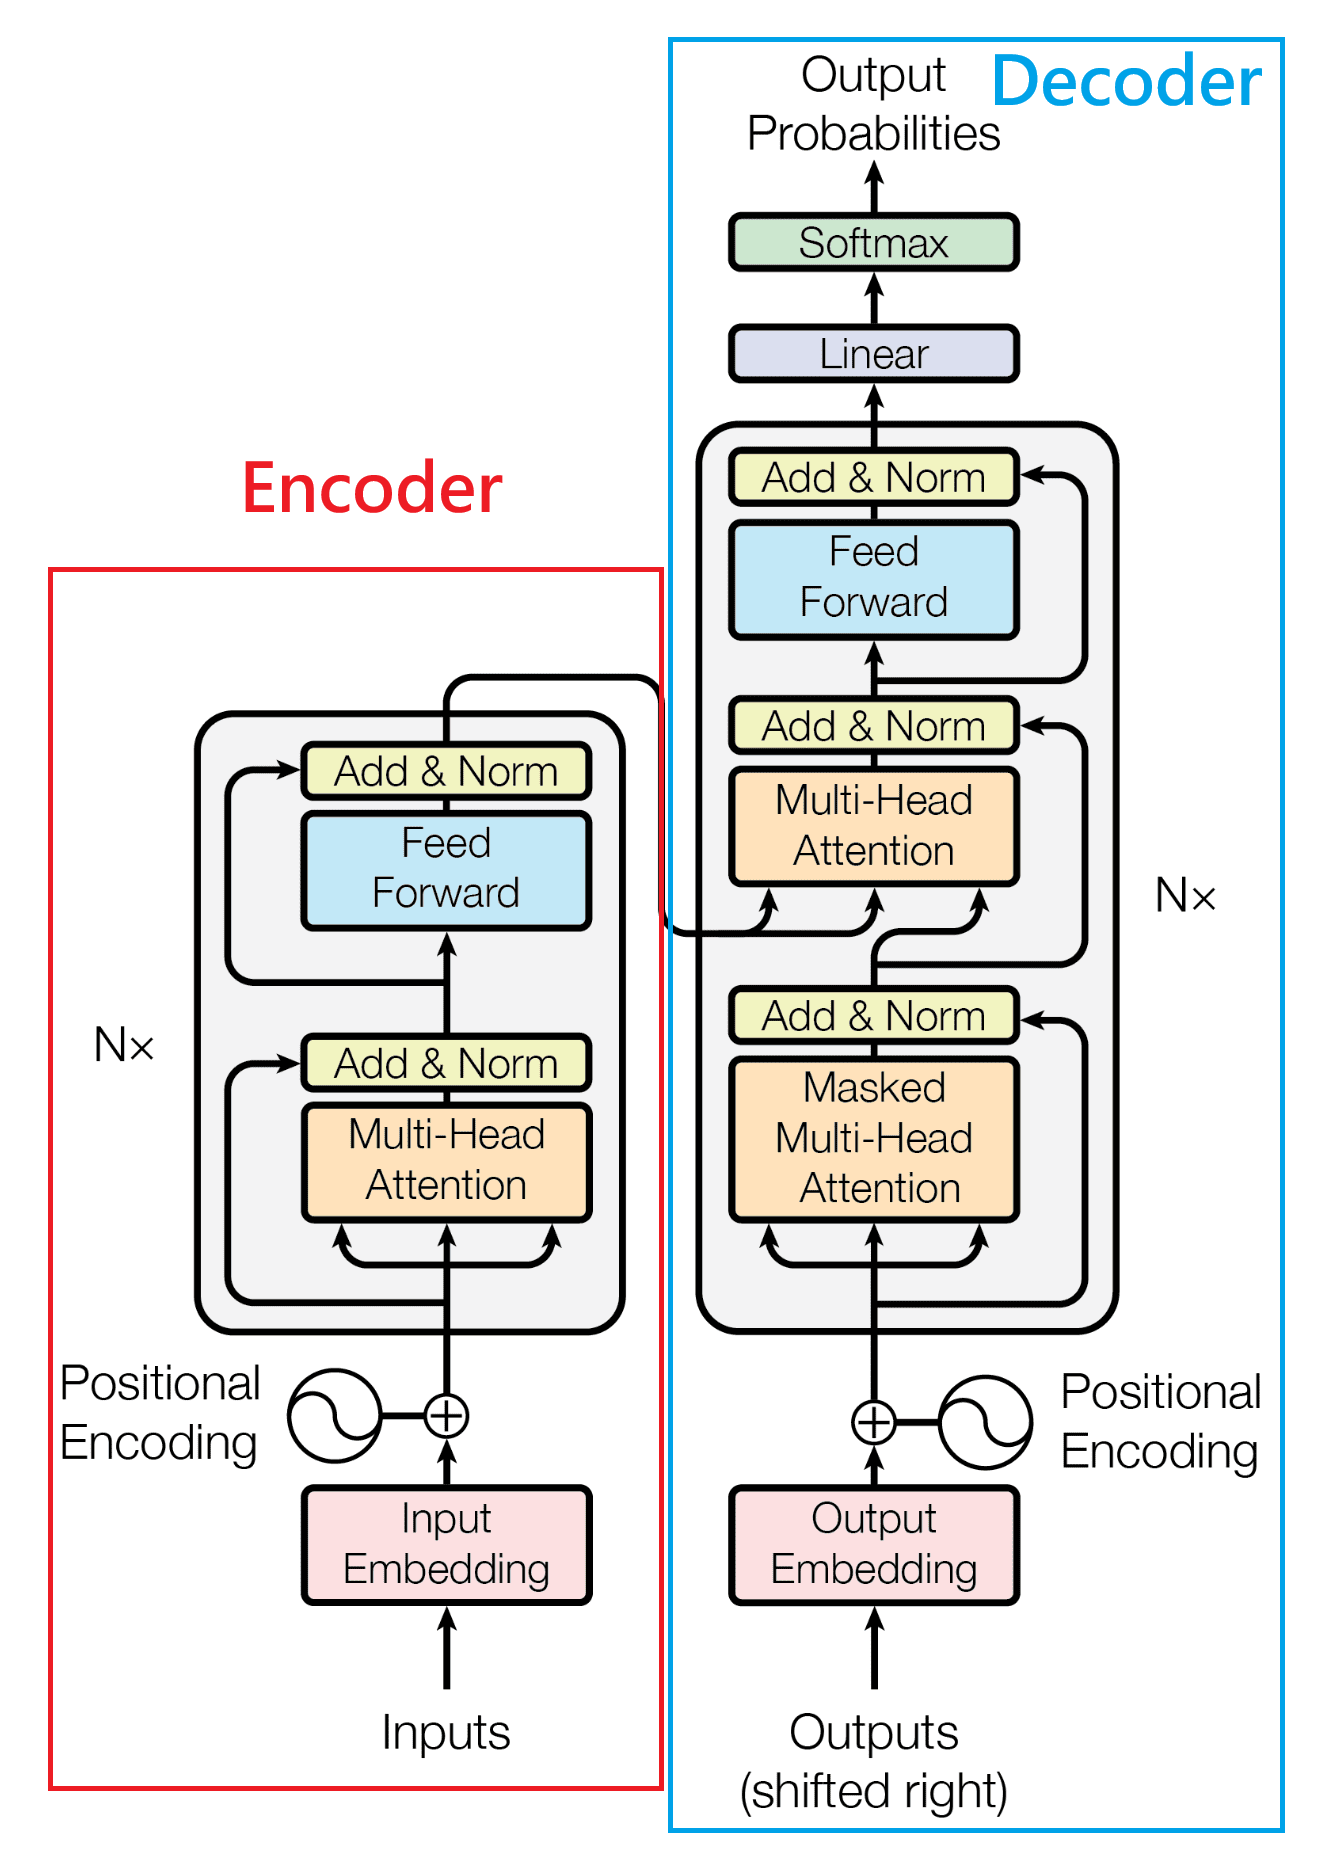 Encoder
Add & Norm
Feed
Forward
Add & Norm
Multi-Head
Attention
N×
Positional
Encoding
Input
Embedding
Inputs
Decoder
Output
Probabilities
Softmax
Linear
Add & Norm
Feed
Forward
Add & Norm
Multi-Head
Attention
N×
Add & Norm
Masked
Multi-Head
Attention
Positional
Encoding
Output
Embedding
Outputs
(shifted right)